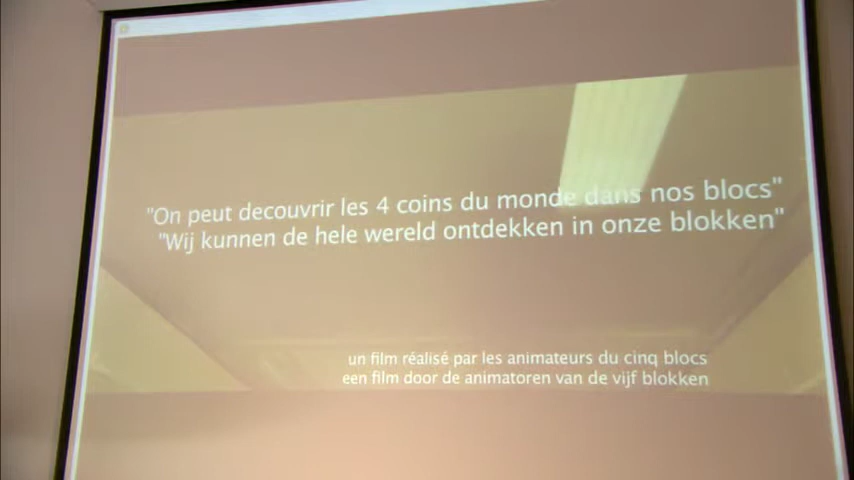 "On peut decouvrir les 4 coins du monde dans nos blocs"
"Wij kunnen de hele wereld ontdekken in onze blokken"
un film réalisé par les animateurs du cinq blocs
een film door de animatoren van de vijf blokken